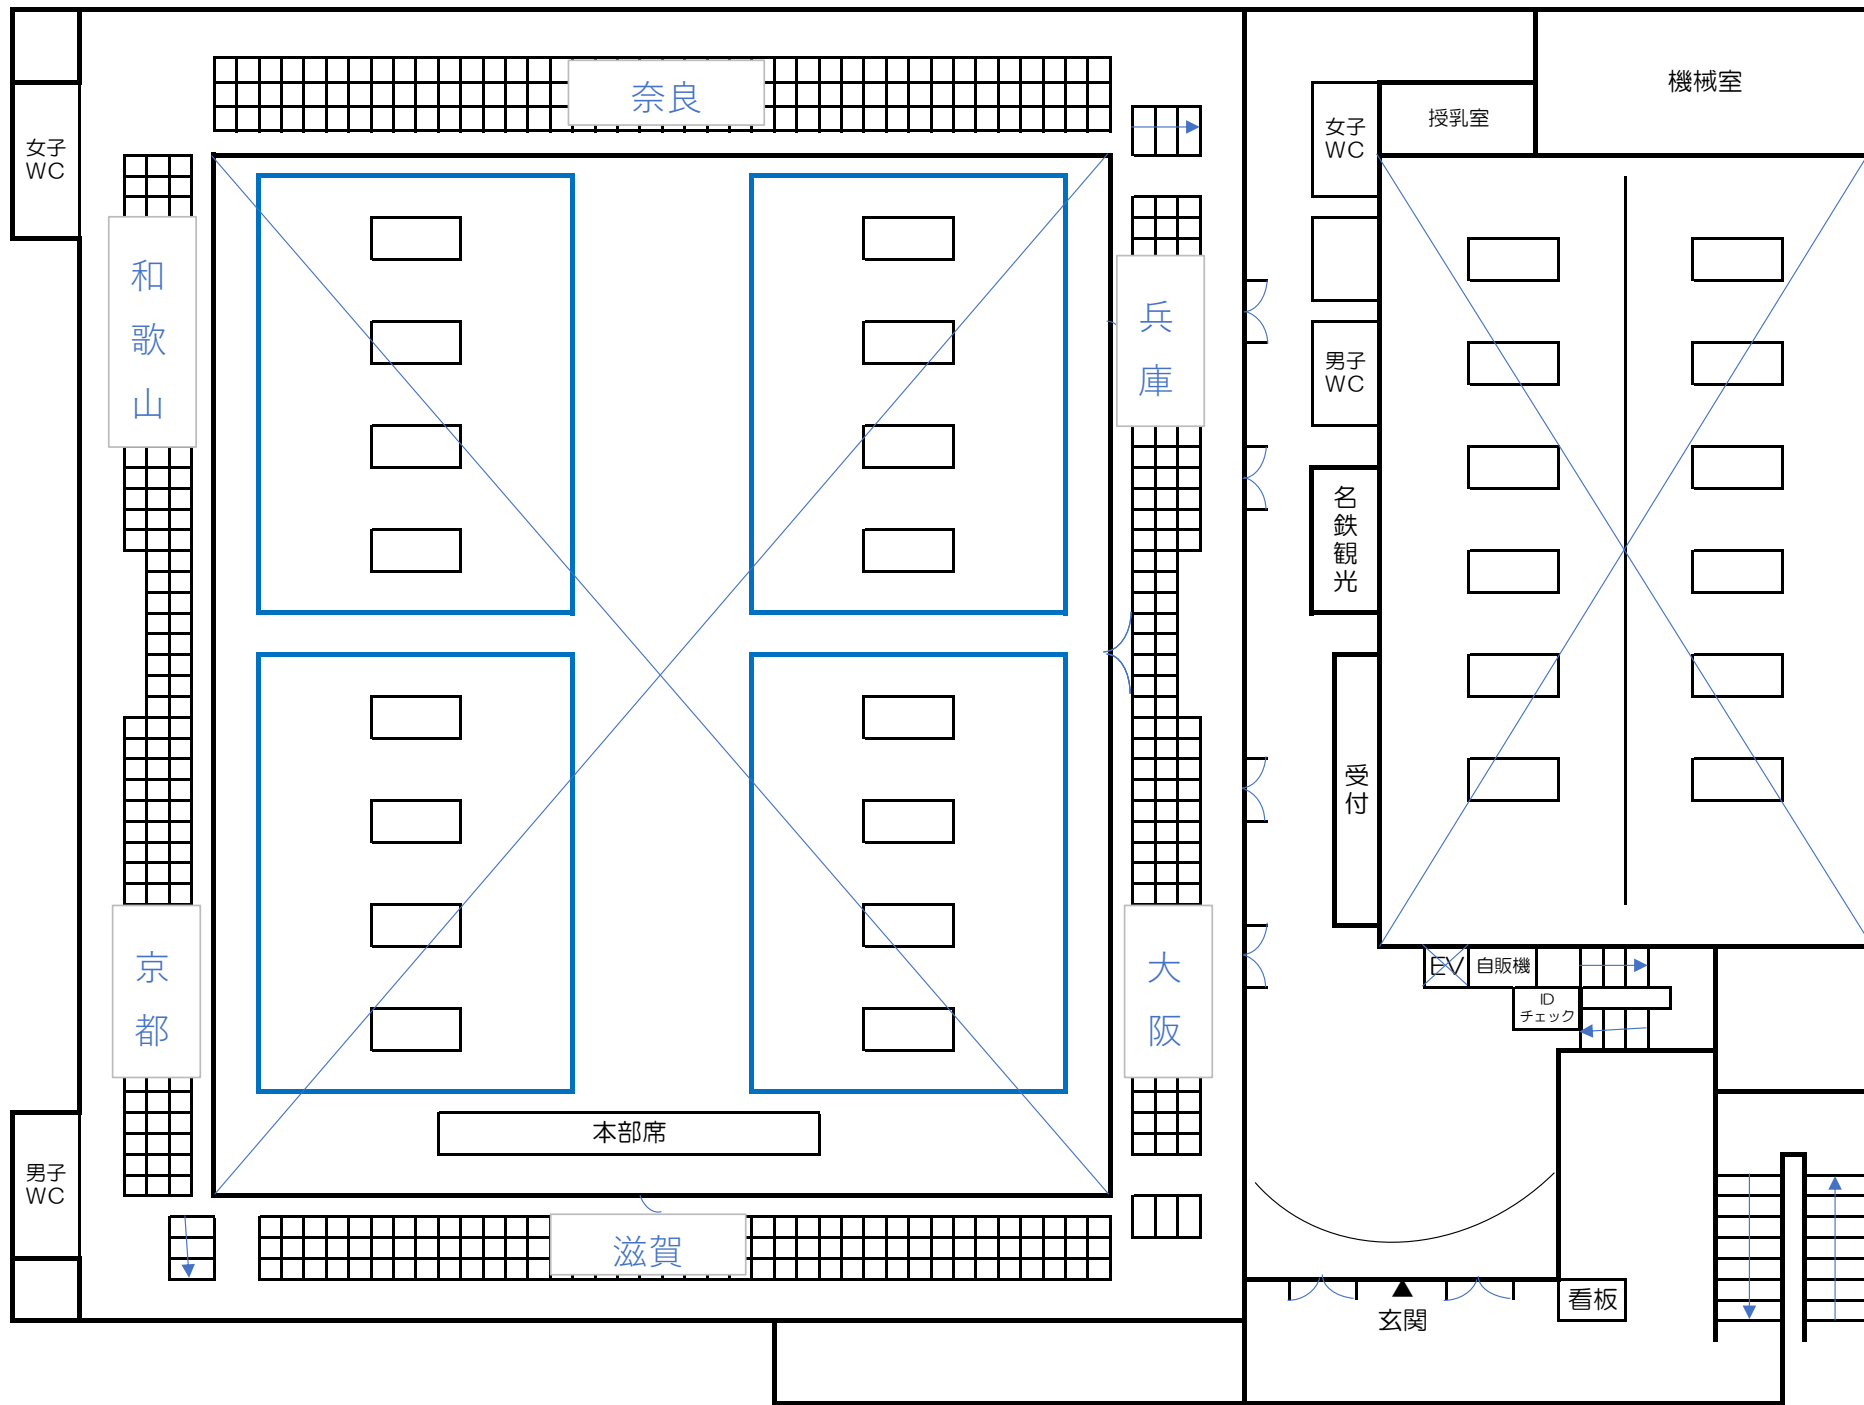 奈良
機械室
授乳室
女子
WC
女子
WC
和
歌
山
兵
庫
男子
WC
名
鉄
観
光
受
付
京
都
大
阪
EV
自販機
ID
チェック
本部席
男子
WC
滋賀
看板
玄関